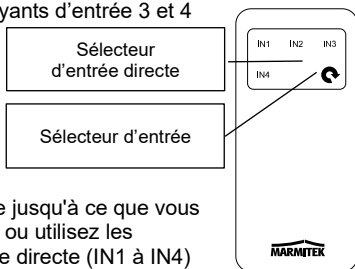 yants d'entrée 3 et 4
Sélecteur
d'entrée directe
IN1 IN2 IN3
IN4
Sélecteur d'entrée
e jusqu'à ce que vous
ou utilisez les
e directe (IN1 à IN4)
MARMITEK